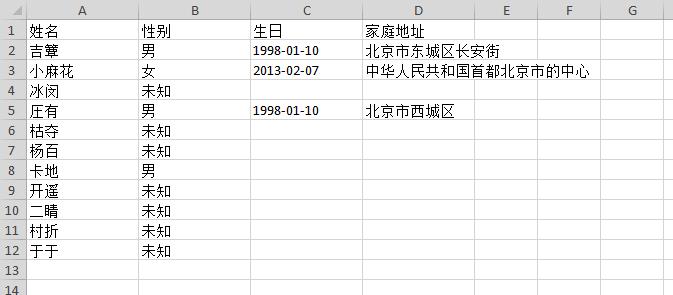 A B C D E F G
1 姓名 性别 生日 家庭地址
2 吉簟 男 1998-01-10 北京市东城区长安街
3 小麻花 女 2013-02-07 中华人民共和国首都北京市的中心
4 冰闵 未知
5 庄有 男 1998-01-10 北京市西城区
6 枯夺 未知
7 杨百 未知
8 卡地 男
9 开遥 未知
10 二睛 未知
11 村折 未知
12 于于 未知
13
14